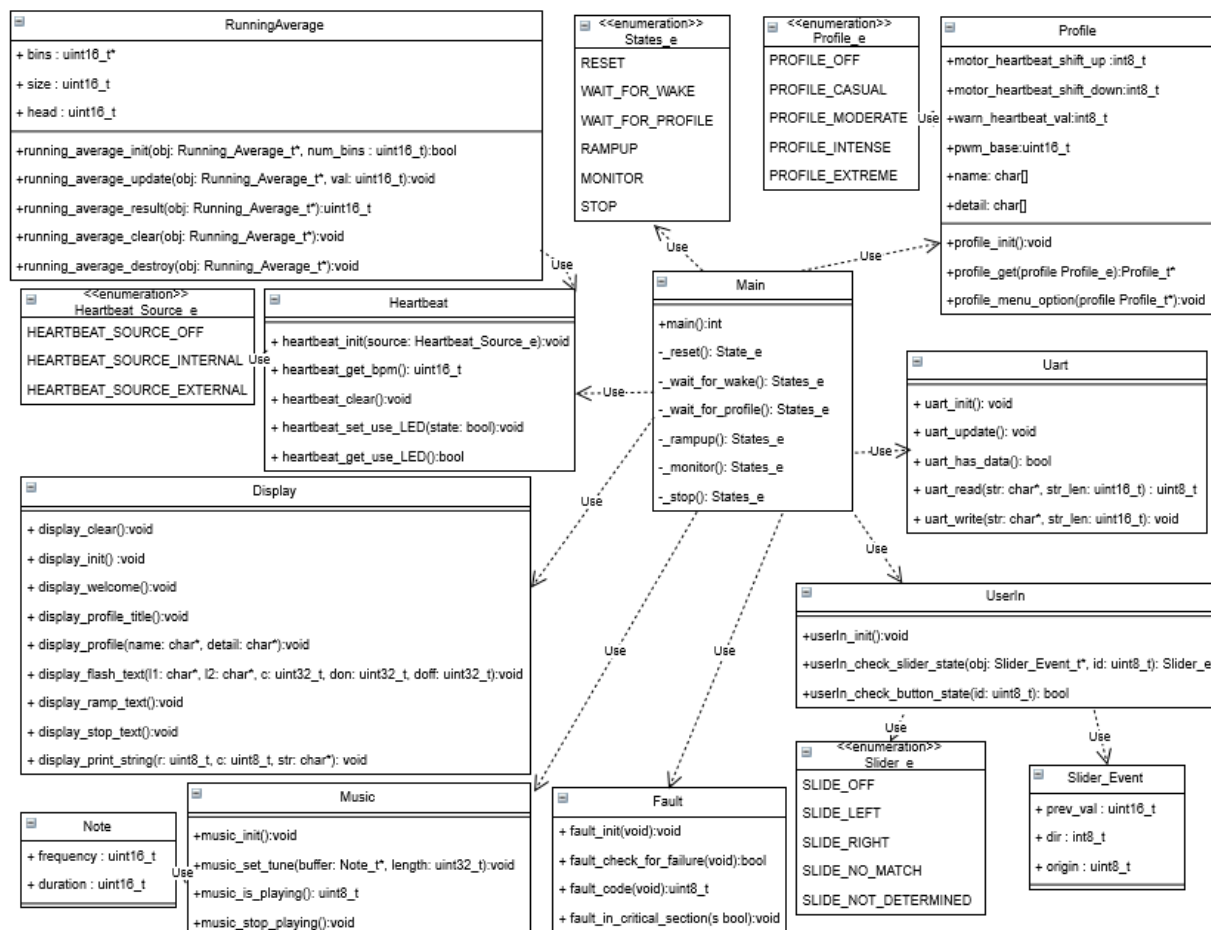 RunningAverage
+ bins : uint16_t*
+ size : uint16_t
+ head : uint16_t
+running_average_init(obj: Running_Average_t*, num_bins : uint16_t):bool
+running_average_update(obj: Running_Average_t*, val: uint16_t):void
+running_average_result(obj: Running_Average_t*):uint16_t
+running_average_clear(obj: Running_Average_t*):void
+running_average_destroy(obj: Running_Average_t*):void
<<enumeration>>
States_e
RESET
WAIT_FOR_WAKE
WAIT_FOR_PROFILE
RAMPUP
MONITOR
STOP
<<enumeration>>
Profile_e
PROFILE_OFF
PROFILE_CASUAL
PROFILE_MODERATE
PROFILE_INTENSE
PROFILE_EXTREME
Use
Profile
+motor_heartbeat_shift_up :int8_t
+motor_heartbeat_shift_down:int8_t
+warn_heartbeat_val:int8_t
+pwm_base:uint16_t
+name: char[]
+detail: char[]
+profile_init():void
+profile_get(profile Profile_e):Profile_t*
+profile_menu_option(profile Profile_t*):void
Use
Use
Use
<<enumeration>>
Heartbeat_Source_e
HEARTBEAT_SOURCE_OFF
HEARTBEAT_SOURCE_INTERNAL
HEARTBEAT_SOURCE_EXTERNAL
Use
Heartbeat
+ heartbeat_init(source: Heartbeat_Source_e):void
+ heartbeat_get_bpm(): uint16_t
+ heartbeat_clear():void
+ heartbeat_set_use_LED(state: bool):void
+ heartbeat_get_use_LED():bool
Use
Main
+main():int
-_reset(): State_e
-_wait_for_wake(): States_e
-_wait_for_profile(): States_e
-_rampup(): States_e
-_monitor(): States_e
-_stop(): States_e
Use
Uart
+ uart_init(): void
+ uart_update(): void
+ uart_has_data(): bool
+ uart_read(str: char*, str_len: uint16_t) : uint8_t
+ uart_write(str: char*, str_len: uint16_t): void
Display
+ display_clear():void
+ display_init() :void
+ display_welcome():void
+ display_profile_title():void
+ display_profile(name: char*, detail: char*):void
+ display_flash_text(l1: char*, l2: char*, c: uint32_t, don: uint32_t, doff: uint32_t):void
+ display_ramp_text():void
+ display_stop_text():void
+ display_print_string(r: uint8_t, c: uint8_t, str: char*): void
Use
Use
Use
Use
UserIn
+userIn_init():void
+userIn_check_slider_state(obj: Slider_Event_t*, id: uint8_t): Slider_e
+userIn_check_button_state(id: uint8_t): bool
Use
Use
<<enumeration>>
Slider_e
SLIDE_OFF
SLIDE_LEFT
SLIDE_RIGHT
SLIDE_NO_MATCH
SLIDE_NOT_DETERMINED
Slider_Event
+ prev_val : uint16_t
+ dir : int8_t
+ origin : uint8_t
Note
+ frequency : uint16_t
+ duration : uint16_t
Use
Music
+music_init():void
+music_set_tune(buffer: Note_t*, length: uint32_t):void
+music_is_playing(): uint8_t
+music_stop_playing():void
Fault
+ fault_init(void):void
+ fault_check_for_failure(void):bool
+ fault_code(void):uint8_t
+ fault_in_critical_section(s bool):void